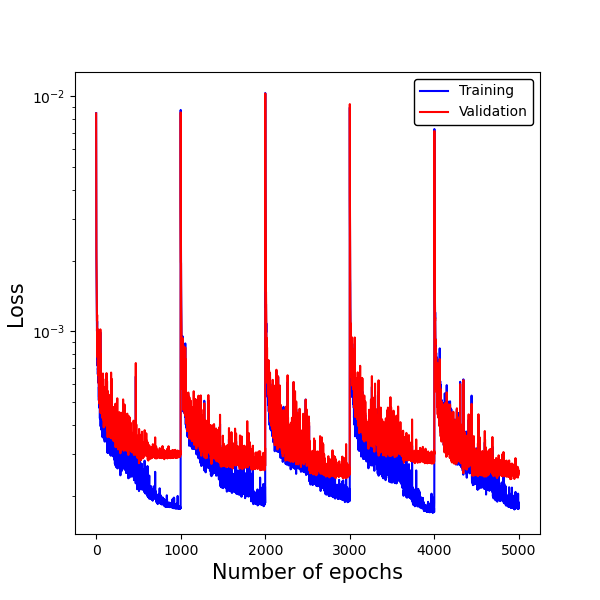 Training
Validation
10⁻²
10⁻³
Loss
0 1000 2000 3000 4000 5000
Number of epochs